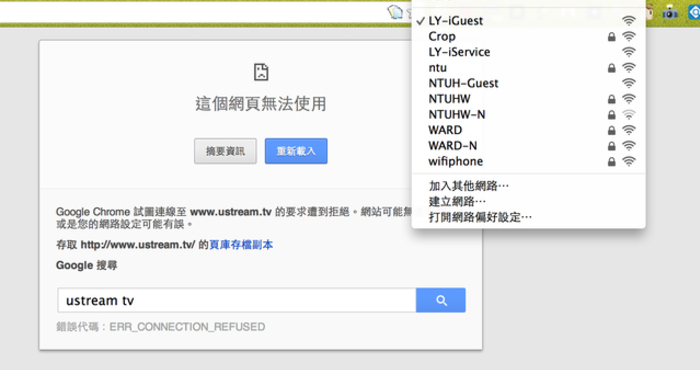 LY-iGuest
Crop
LY-iService
ntu
NTUH-Guest
NTUHW
NTUHW-N
WARD
WARD-N
wifiphone
加入其他網路…
建立網路…
打開網路偏好設定…
這個網頁無法使用
摘要資訊
重新載入
Google Chrome 試圖連線至 www.ustream.tv 的要求遭到拒絕。網站可能無
或是您的網路設定可能有誤。
存取 http://www.ustream.tv/ 的頁庫存檔副本
Google 搜尋
ustream tv
錯誤代碼：ERR_CONNECTION_REFUSED